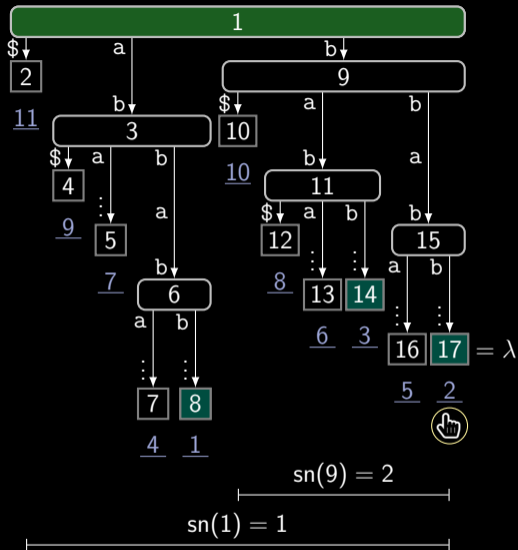 1
$ a b
2 9
11 b $ a b
3 10
$ a b 10 b a
4 11
9 a $ a b b
5 12 15
7 b 8 a b
6 13 14
a b 6 3
16 17 = λ
7 8 5 2
4 1
sn(9) = 2
sn(1) = 1